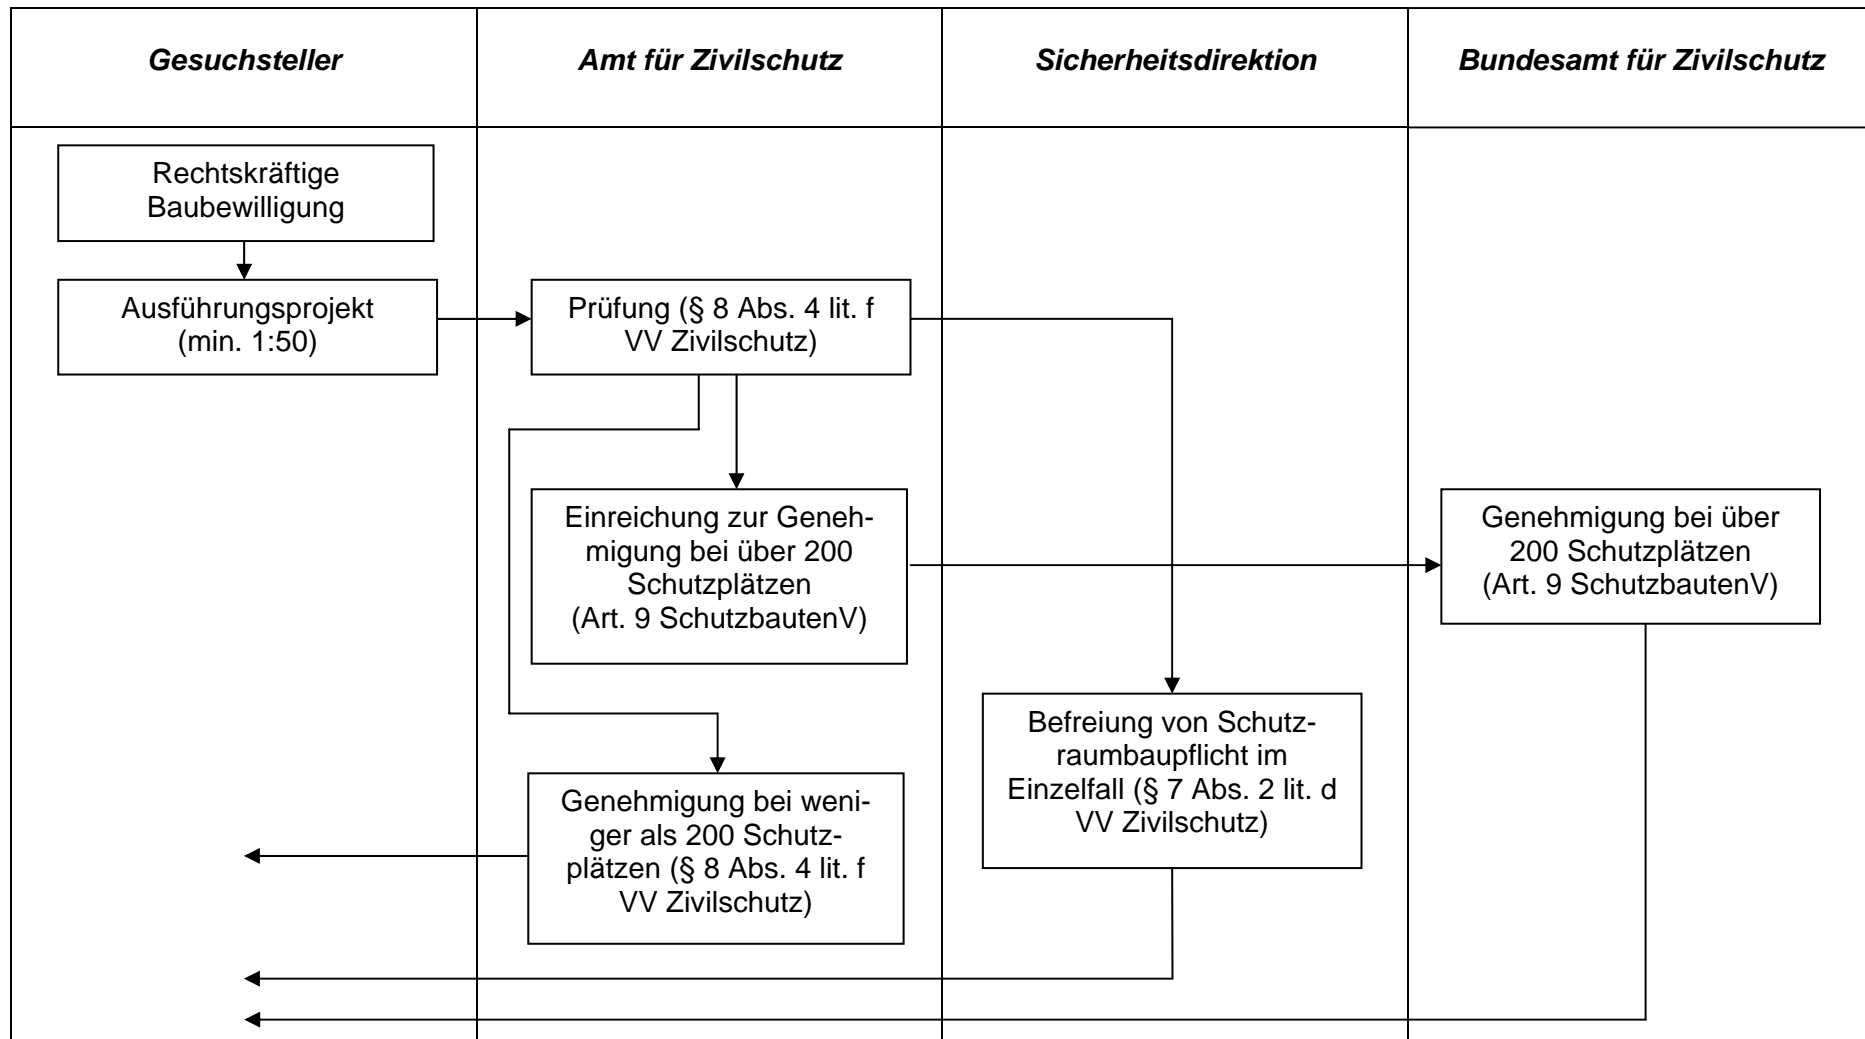 Gesuchsteller
Amt für Zivilschutz
Sicherheitsdirektion
Bundesamt für Zivilschutz
Rechtskräftige
Baubewilligung
Ausführungsprojekt
(min. 1:50)
Prüfung (§ 8 Abs. 4 lit. f
VV Zivilschutz)
Einreichung zur Geneh-
migung bei über 200
Schutzplätzen
(Art. 9 SchutzbautenV)
Genehmigung bei über
200 Schutzplätzen
(Art. 9 SchutzbautenV)
Befreiung von Schutz-
raumbaupflicht im
Einzelfall (§ 7 Abs. 2 lit. d
VV Zivilschutz)
Genehmigung bei weni-
ger als 200 Schutz-
plätzen (§ 8 Abs. 4 lit. f
VV Zivilschutz)